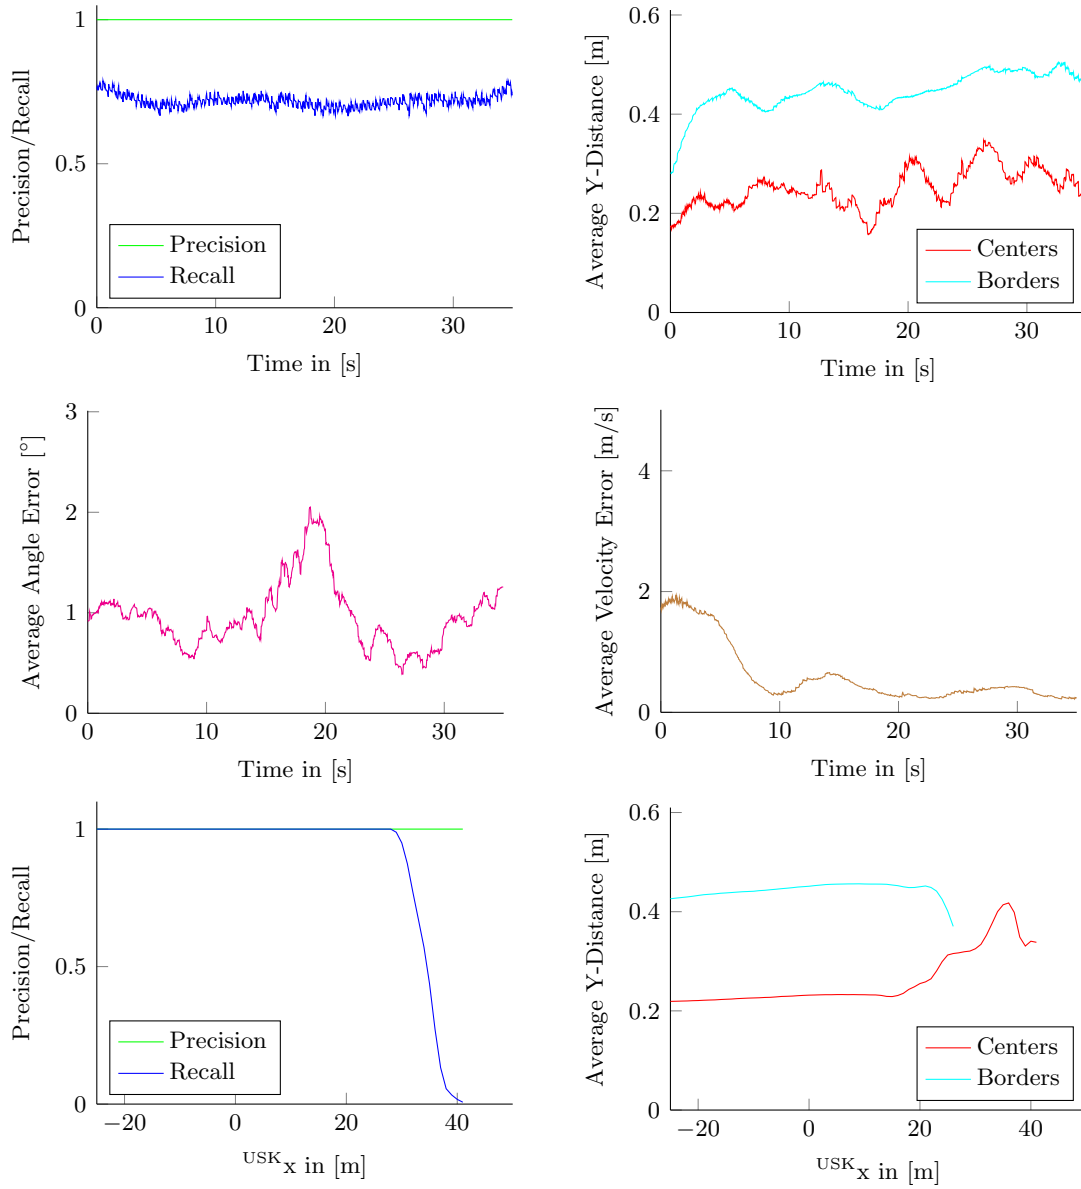 1
0.5
0
Precision/Recall
Precision
Recall
0 10 20 30
Time in [s]
0.6
0.4
0.2
0
Average Y-Distance [m]
Centers
Borders
0 10 20 30
Time in [s]
3
2
1
0
Average Angle Error [°]
0 10 20 30
Time in [s]
4
2
0
Average Velocity Error [m/s]
0 10 20 30
Time in [s]
1
0.5
0
Precision/Recall
Precision
Recall
−20 0 20 40
USKx in [m]
0.6
0.4
0.2
0
Average Y-Distance [m]
Centers
Borders
−20 0 20 40
USKx in [m]